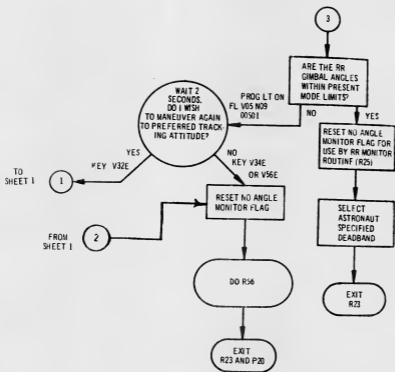 3
ARE THE RR
GIMBAL ANGLES
WITHIN PRESENT
MODE LIMITS?
PROG LT ON
FL V05 N09
00501
NO
YES
WAIT 2
SECONDS.
DO I WISH
TO MANEUVER AGAIN
TO PREFERRED TRACK-
ING ATTITUDE?
YES
KEY V32E
TO
SHEET 1
1
NO
KEY V34E
OR V56E
RESET NO ANGLE
MONITOR FLAG FOR
USE BY RR MONITOR
ROUTINE (R25)
RESET NO ANGLE
MONITOR FLAG
FROM
SHEET 1
2
SELECT
ASTRONAUT
SPECIFIED
DEADBAND
DO R56
EXIT
R23
EXIT
R23 AND P20